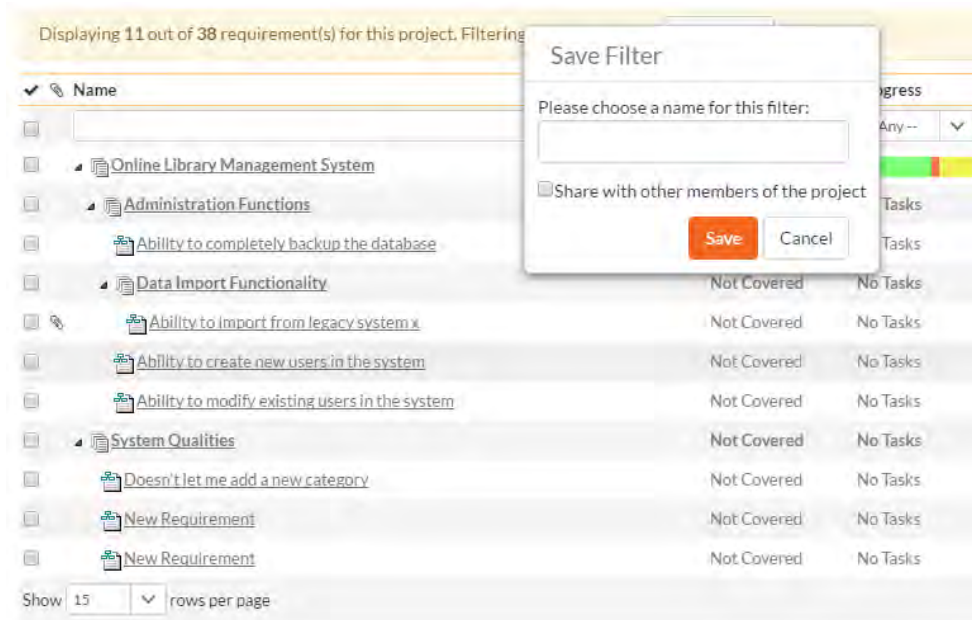 Displaying 11 out of 38 requirement(s) for this project. Filtering
Save Filter
Please choose a name for this filter:
Share with other members of the project
Save Cancel
Name
Any --
Online Library Management System
Administration Functions Tasks
Ability to completely backup the database Tasks
Data Import Functionality Not Covered No Tasks
Ability to import from legacy system x Not Covered No Tasks
Ability to create new users in the system Not Covered No Tasks
Ability to modify existing users in the system Not Covered No Tasks
System Qualities Not Covered No Tasks
Doesn't let me add a new category Not Covered No Tasks
New Requirement Not Covered No Tasks
New Requirement Not Covered No Tasks
Show 15 rows per page